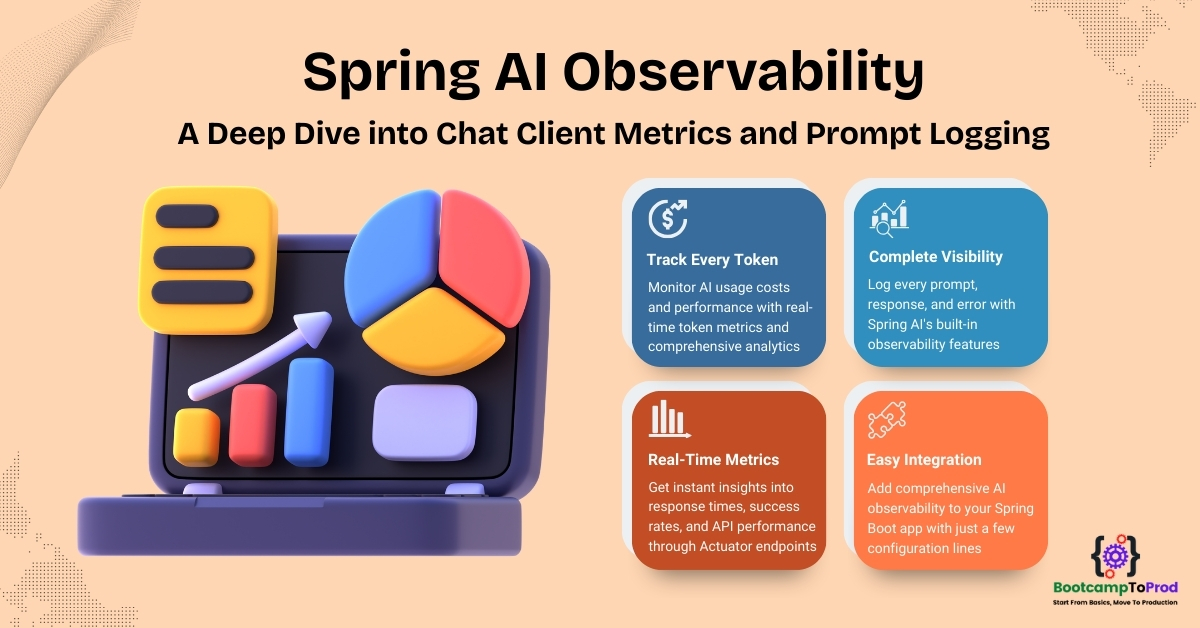 Spring AI Observability
A Deep Dive into Chat Client Metrics and Prompt Logging
Track Every Token
Monitor AI usage costs
and performance with real-
time token metrics and
comprehensive analytics
Complete Visibility
Log every prompt,
response, and error with
Spring AI's built-in
observability features
Real-Time Metrics
Get instant insights into
response times, success
rates, and API performance
through Actuator endpoints
Easy Integration
Add comprehensive AI
observability to your Spring
Boot app with just a few
configuration lines
BootcampToProd
Start From Basics, Move To Production